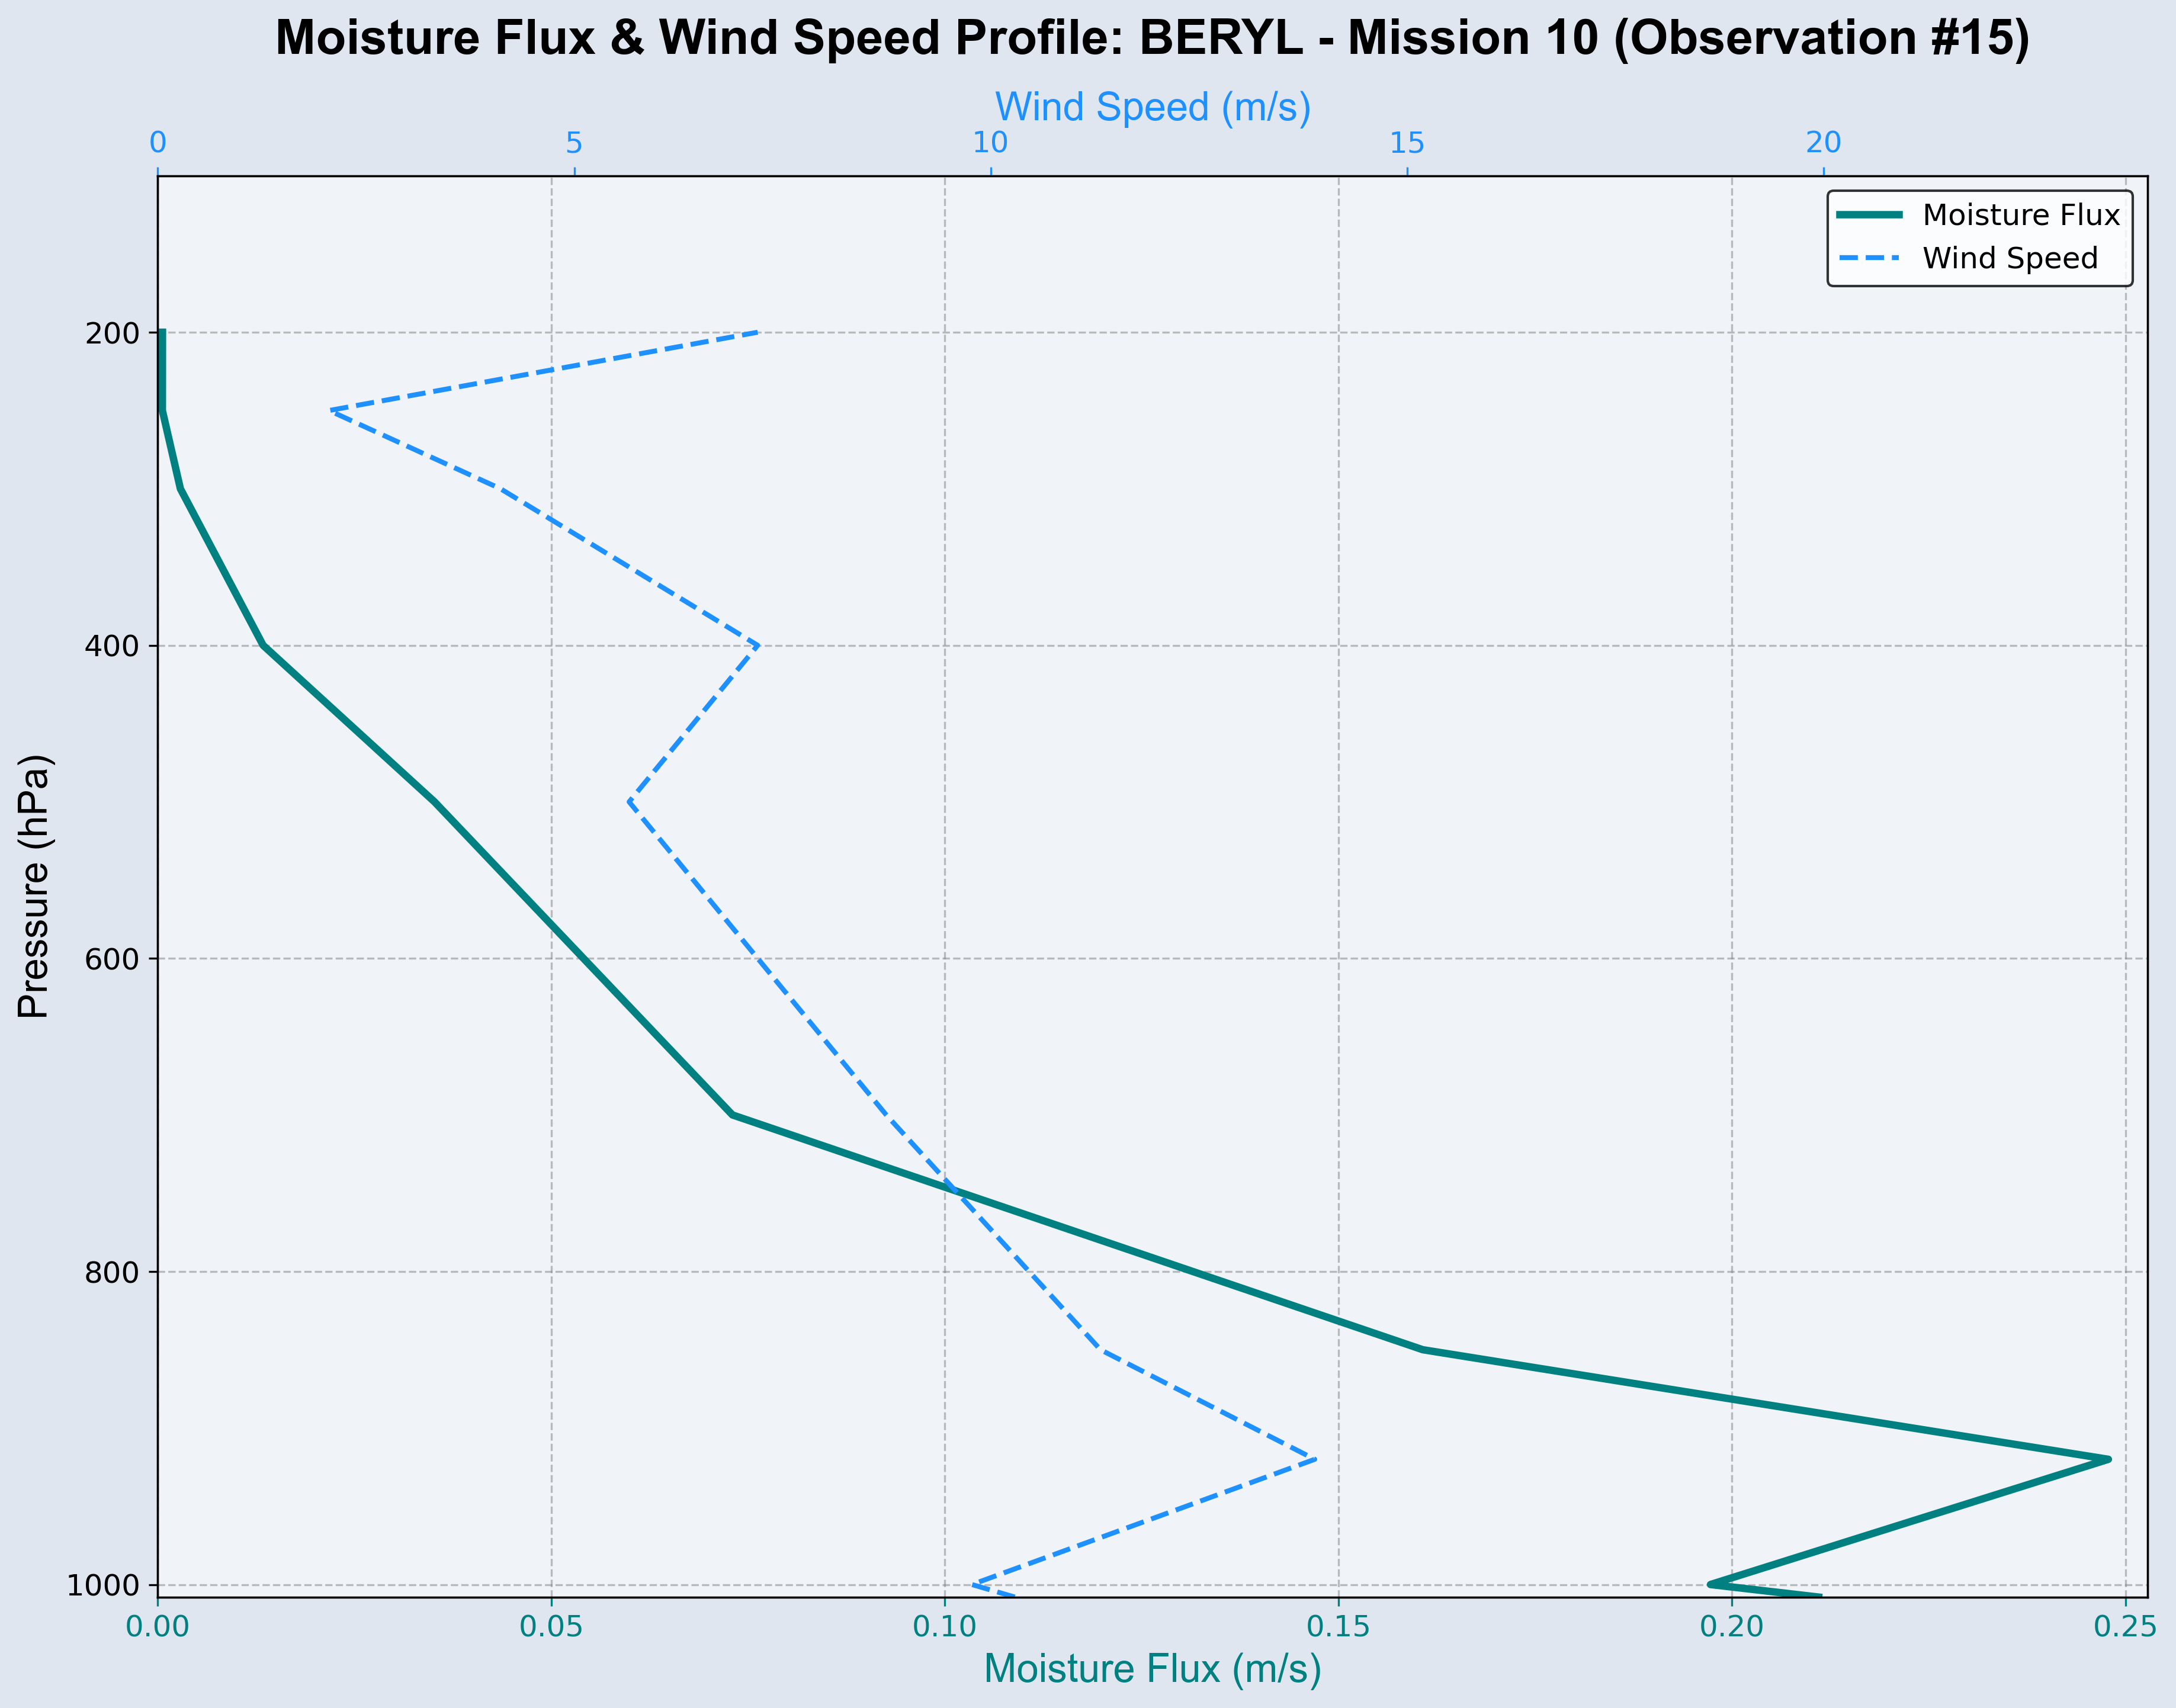 Moisture Flux & Wind Speed Profile: BERYL - Mission 10 (Observation #15)
Wind Speed (m/s)
0 5 10 15 20
Moisture Flux
Wind Speed
200
400
600
800
1000
Pressure (hPa)
0.00 0.05 0.10 0.15 0.20 0.25
Moisture Flux (m/s)